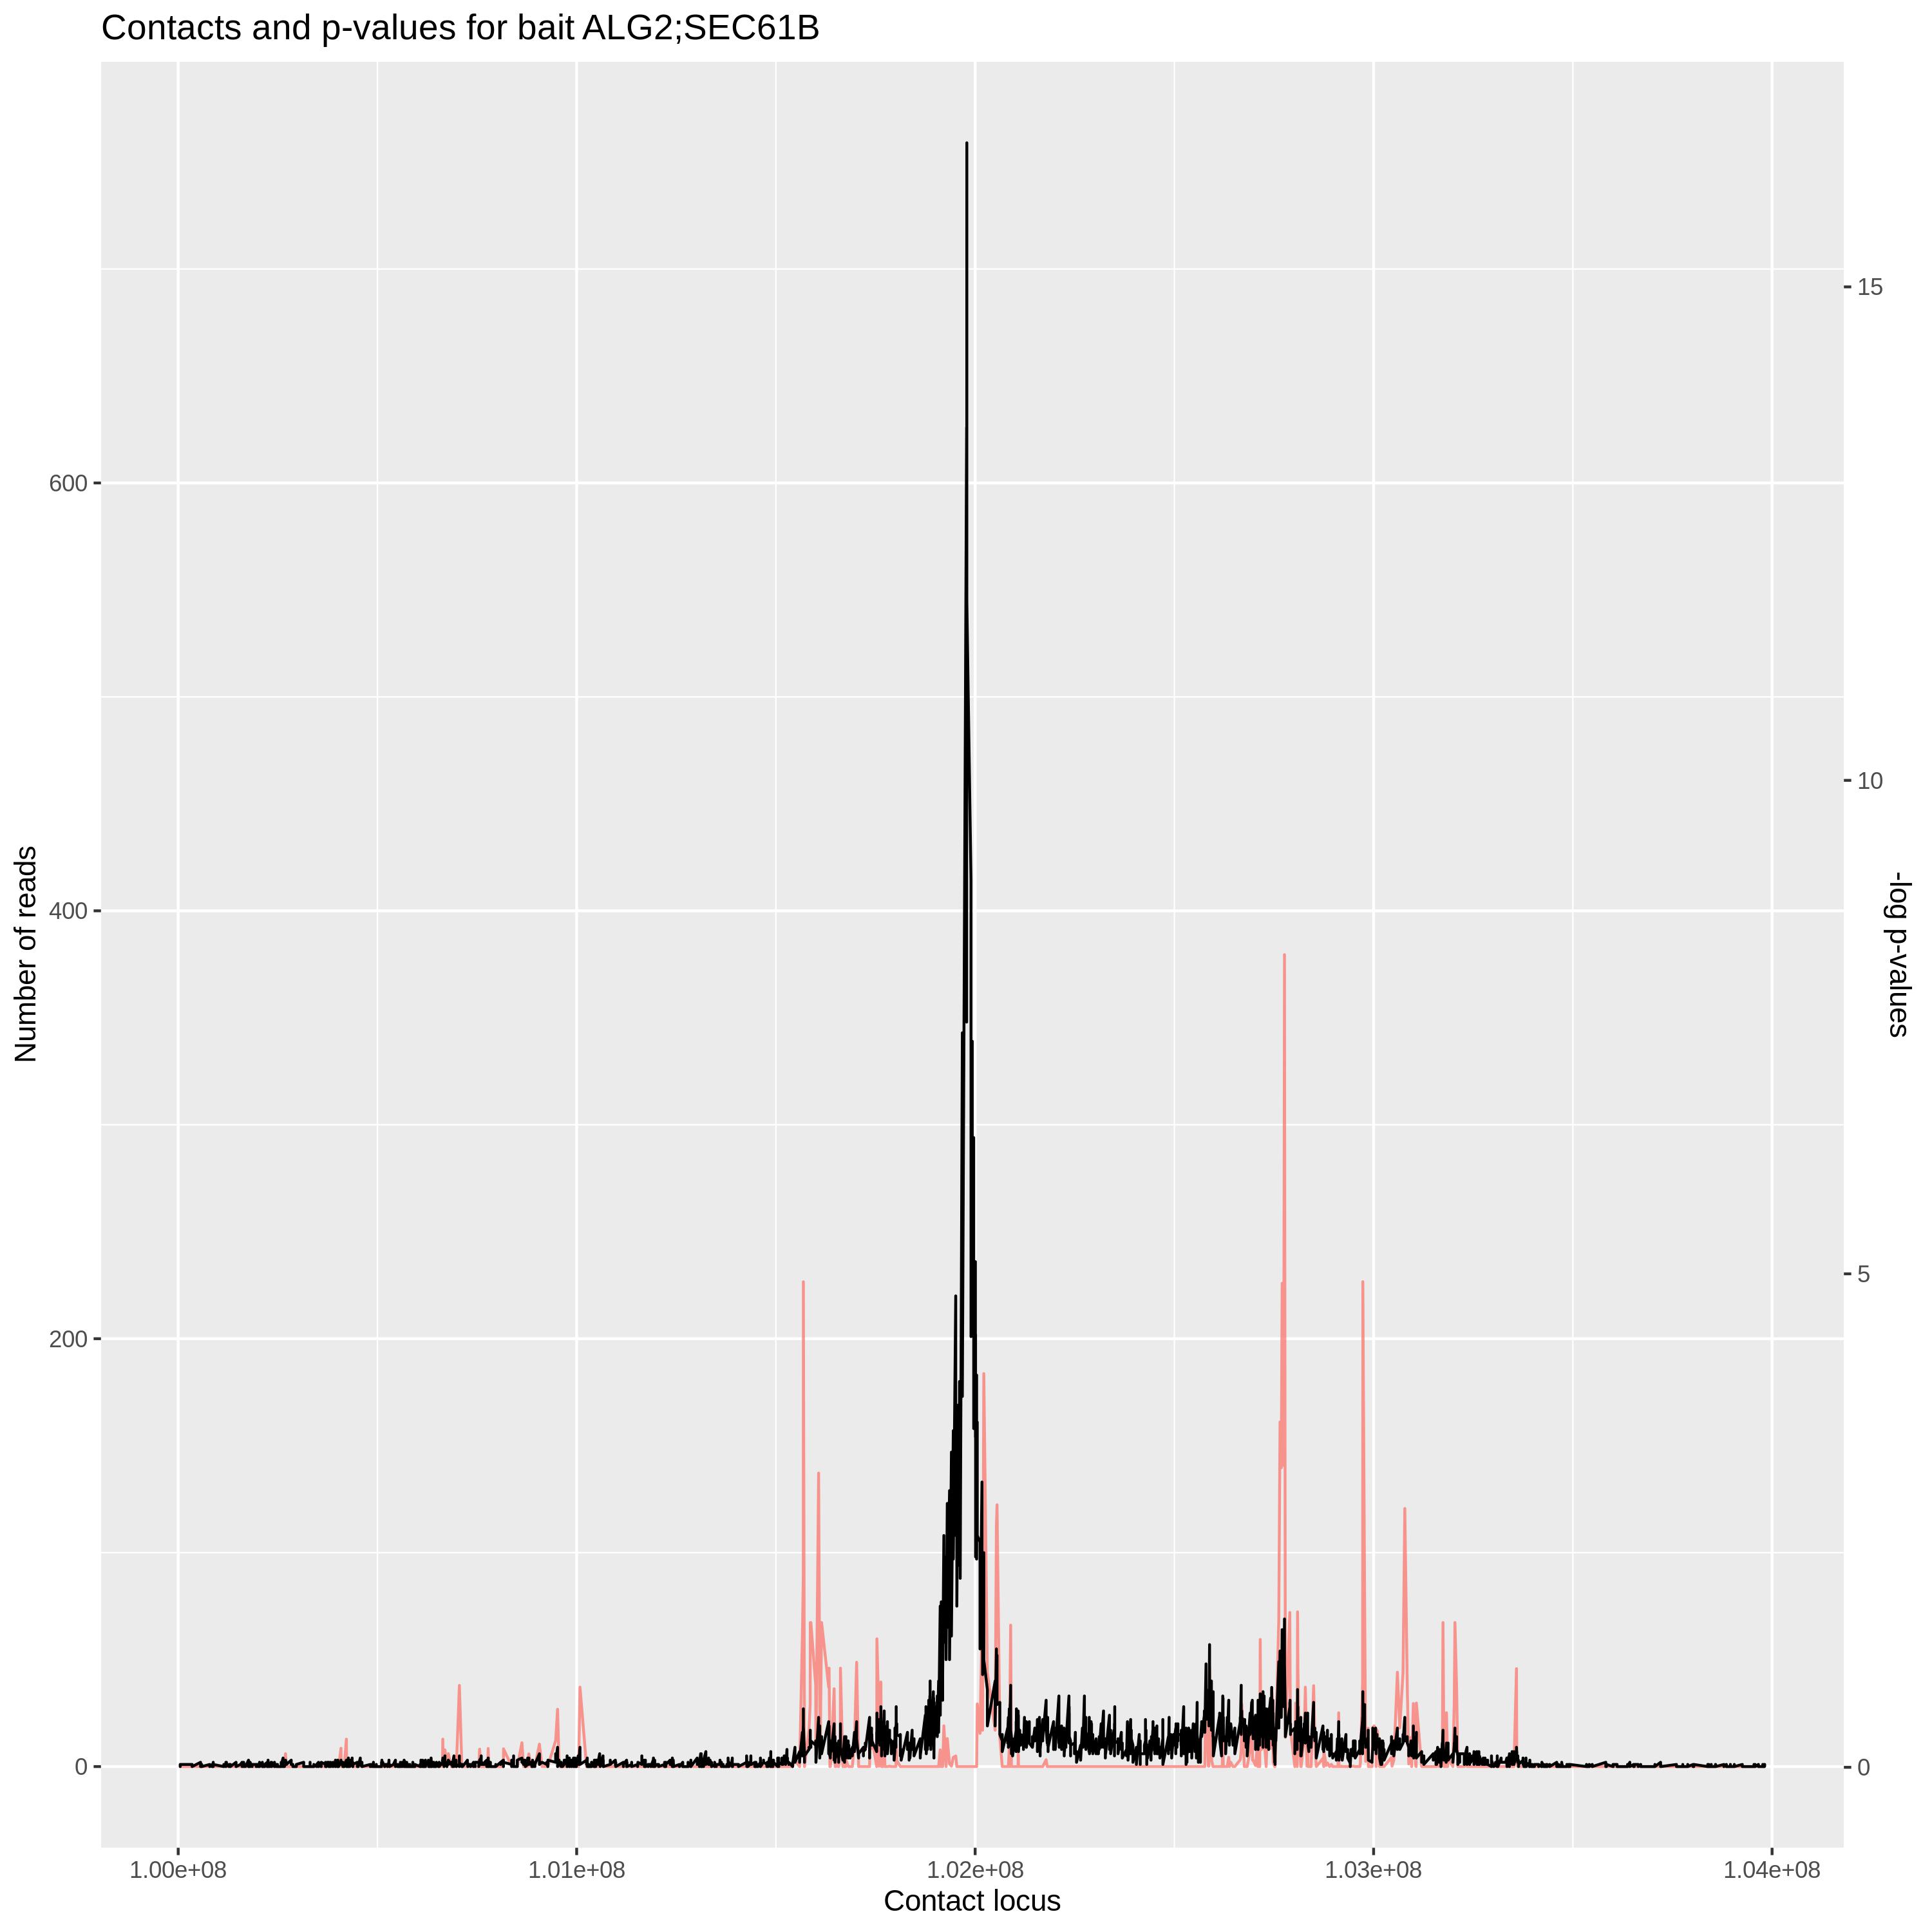 Contacts and p-values for bait ALG2;SEC61B
600
400
200
0
Number of reads
15
10
5
0
-log p-values
1.00e+08
1.01e+08
1.02e+08
1.03e+08
1.04e+08
Contact locus